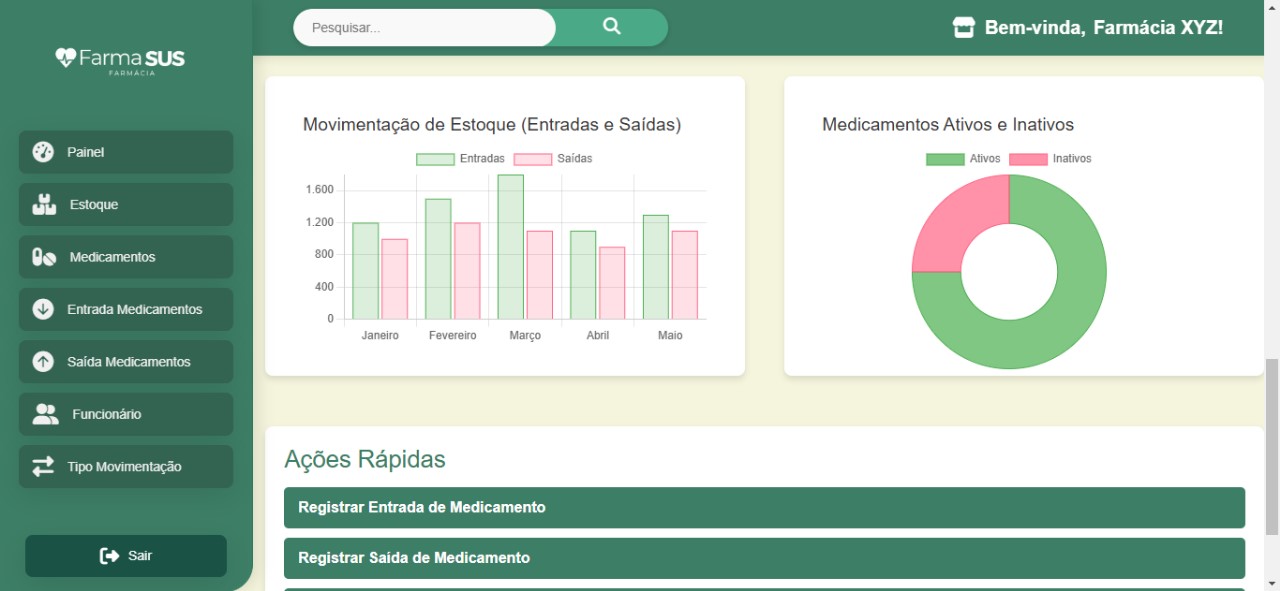 Farma SUS
FARMÁCIA
Painel
Estoque
Medicamentos
Entrada Medicamentos
Saída Medicamentos
Funcionário
Tipo Movimentação
Sair
Pesquisar...
Bem-vinda, Farmácia XYZ!
Movimentação de Estoque (Entradas e Saídas)
Entradas Saídas
1.600
1.200
800
400
0
Janeiro Fevereiro Março Abril Maio
Medicamentos Ativos e Inativos
Ativos Inativos
Ações Rápidas
Registrar Entrada de Medicamento
Registrar Saída de Medicamento